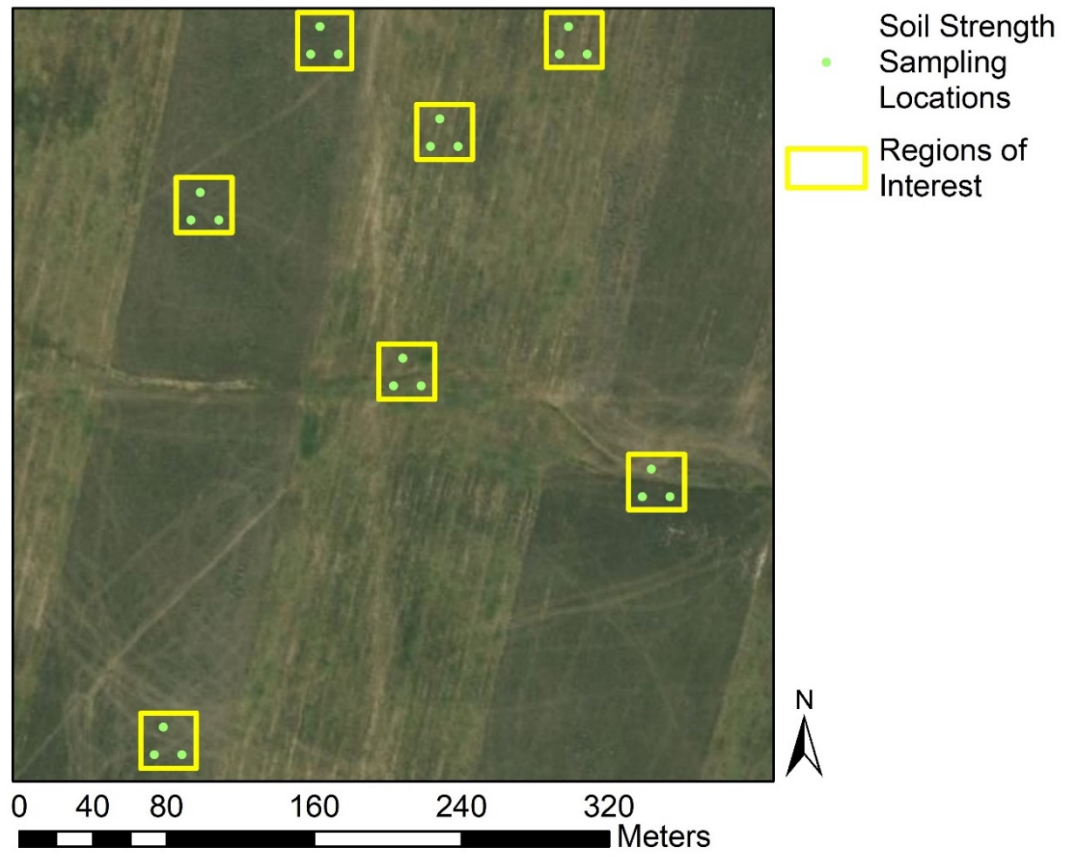 Soil Strength
Sampling
Locations
Regions of
Interest
N
0 40 80 160 240 320
Meters